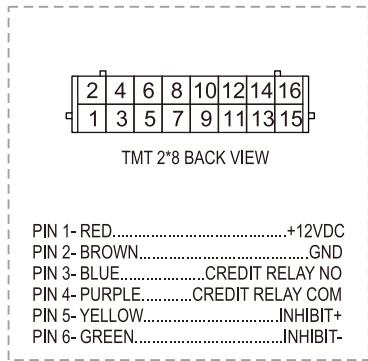 2 4 6 8 10 12 14 16
1 3 5 7 9 11 13 15
TMT 2*8 BACK VIEW
PIN 1- RED..................................+12VDC
PIN 2- BROWN..................................GND
PIN 3- BLUE.................CREDIT RELAY NO
PIN 4- PURPLE.........CREDIT RELAY COM
PIN 5- YELLOW.........................INHIBIT+
PIN 6- GREEN............................INHIBIT-